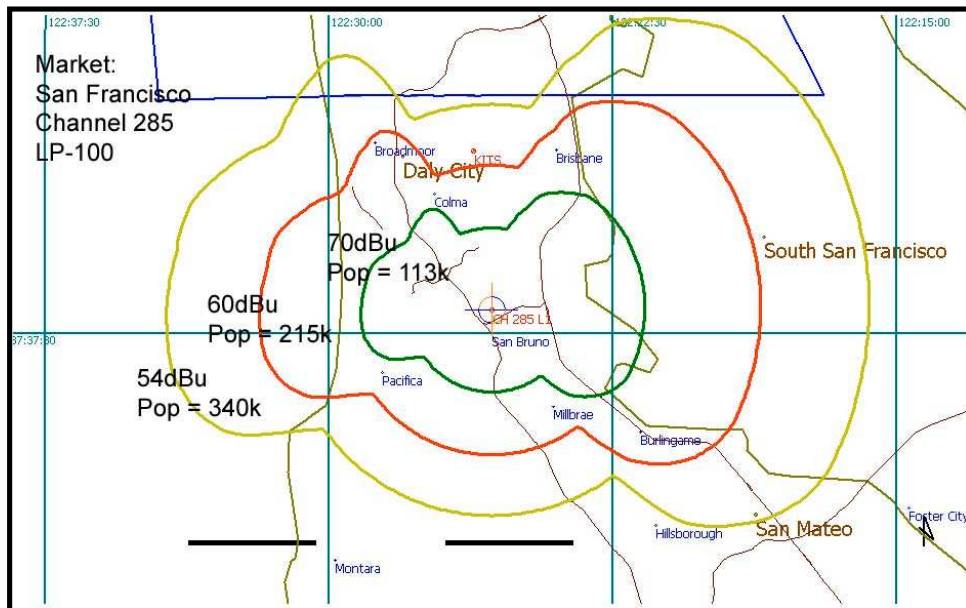 122:37:30
122:30:00
122:22:30
122:15:00
Market:
San Francisco
Channel 285
LP-100
Broadmoor
KITS
Brisbane
Daly City
Colma
70dBu
Pop = 113k
South San Francisco
60dBu
Pop = 215k
CH 285 L1
37:37:30
San Bruno
54dBu
Pop = 340k
Pacifica
Millbrae
Burlingame
Foster City
San Mateo
Hillsborough
Montara
N